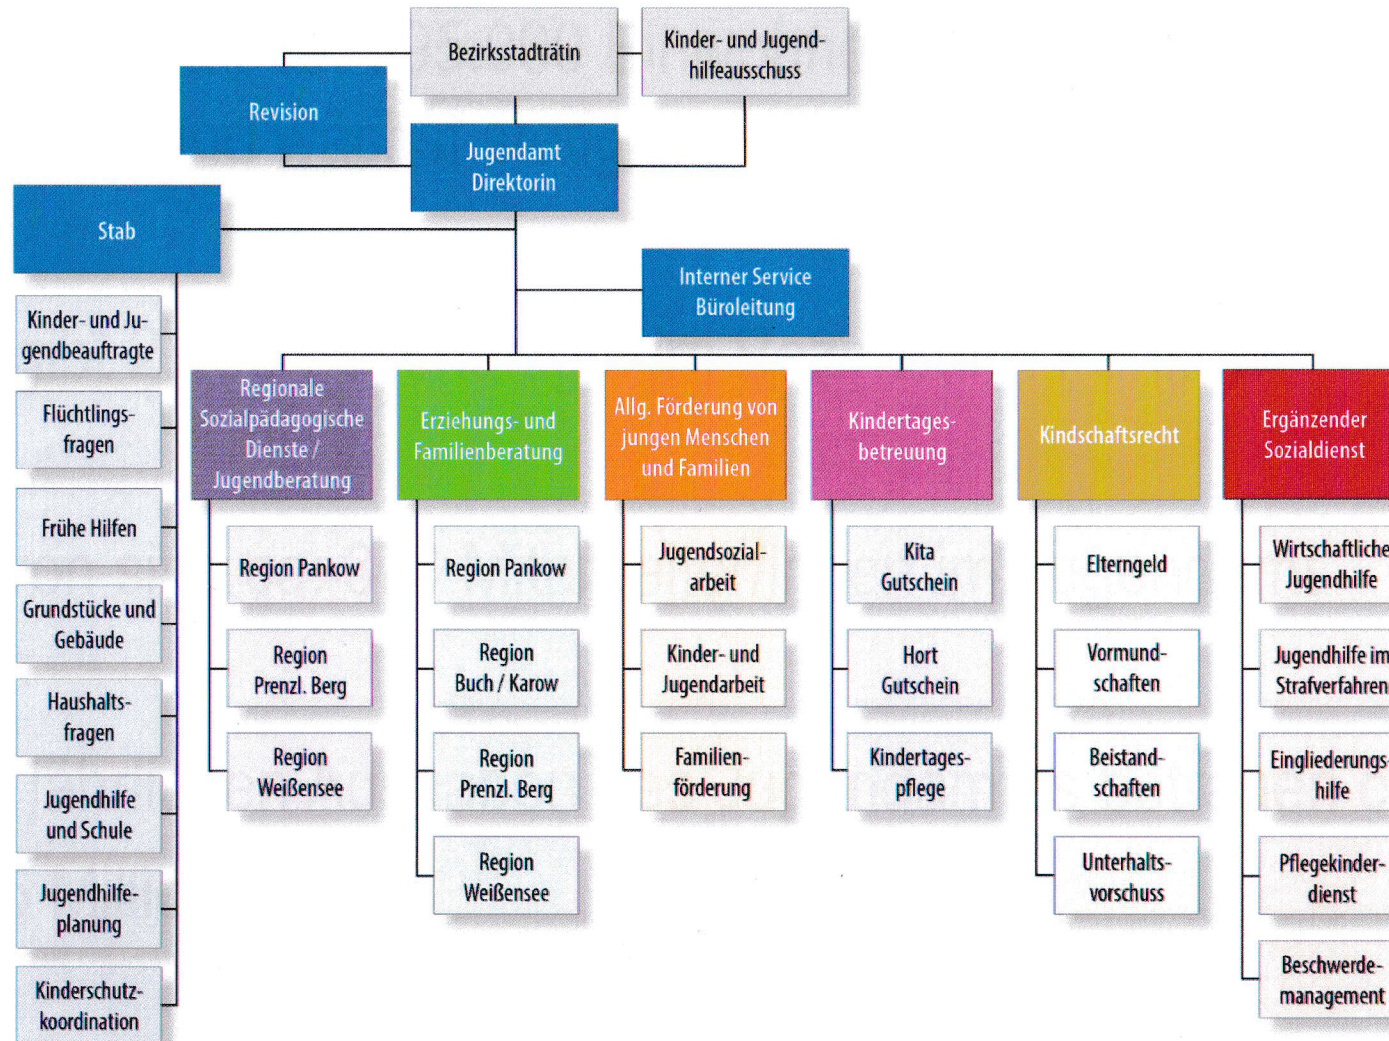 Bezirksstadträtin
Kinder- und Jugend-
hilfeausschuss
Revision
Jugendamt
Direktorin
Stab
Interner Service
Büroleitung
Kinder- und Ju-
gendbeauftragte
Flüchtlings-
fragen
Frühe Hilfen
Grundstücke und
Gebäude
Haushalts-
fragen
Jugendhilfe
und Schule
Jugendhilfe-
planung
Kinderschutz-
koordination
Regionale
Sozialpädagogische
Dienste /
Jugendberatung
Region Pankow
Region
Prenzl. Berg
Region
Weißensee
Erziehungs- und
Familienberatung
Region Pankow
Region
Buch / Karow
Region
Prenzl. Berg
Region
Weißensee
Allg. Förderung von
jungen Menschen
und Familien
Jugendsozial-
arbeit
Kinder- und
Jugendarbeit
Familien-
förderung
Kindertages-
betreuung
Kita
Gutschein
Hort
Gutschein
Kindertages-
pflege
Kindschaftsrecht
Elterngeld
Vormund-
schaften
Beistand-
schaften
Unterhalts-
vorschuss
Ergänzender
Sozialdienst
Wirtschaftliche
Jugendhilfe
Jugendhilfe im
Strafverfahren
Eingliederungs-
hilfe
Pflegekinder-
dienst
Beschwerde-
management